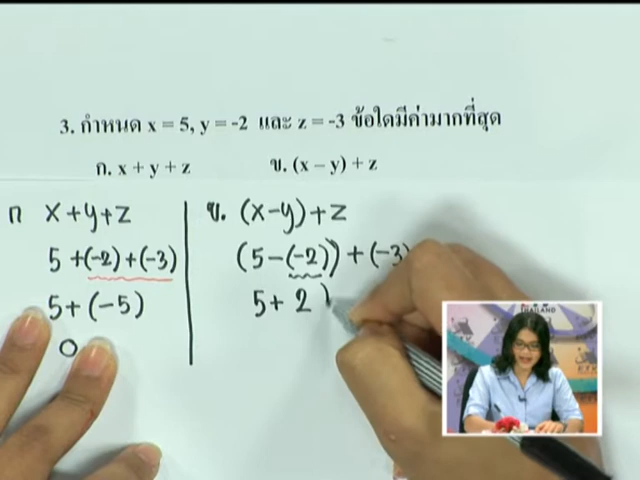 3. กำหนด x = 5, y = -2 และ z = -3 ข้อใดมีค่ามากที่สุด
ก. x + y + z ข. (x – y) + z
ก x+y+z
5 +(-2)+(-3)
5+ (-5)
0
ข. (x-y)+z
(5-(-2))+(-3)
5+ 2 )
THAILAND